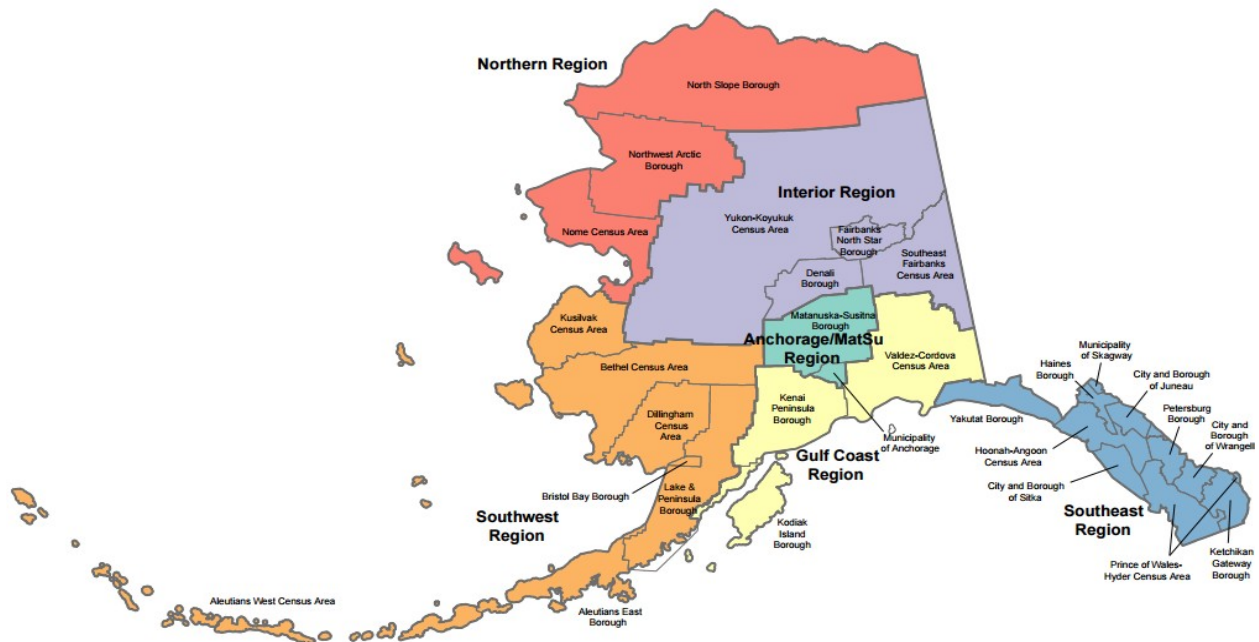 Northern Region
North Slope Borough
Northwest Arctic
Borough
Nome Census Area
Interior Region
Yukon-Koyukuk
Census Area
Fairbanks
North Star
Borough
Southeast
Fairbanks
Census Area
Denali
Borough
Kusilvak
Census Area
Matanuska-Susitna
Borough
Anchorage/MatSu
Region
Valdez-Cordova
Census Area
Bethel Census Area
Dillingham
Census
Area
Kenai
Peninsula
Borough
Municipality
of Anchorage
Gulf Coast
Region
Bristol Bay Borough
Lake &
Peninsula
Borough
Southwest
Region
Kodiak
Island
Borough
Aleutians West Census Area
Aleutians East
Borough
Municipality
of Skagway
Haines
Borough
City and Borough
of Juneau
Yakutat Borough
Petersburg
Borough
City and
Borough
of Wrangell
Hoonah-Angoon
Census Area
City and Borough
of Sitka
Southeast
Region
Prince of Wales-
Hyder Census Area
Ketchikan
Gateway
Borough